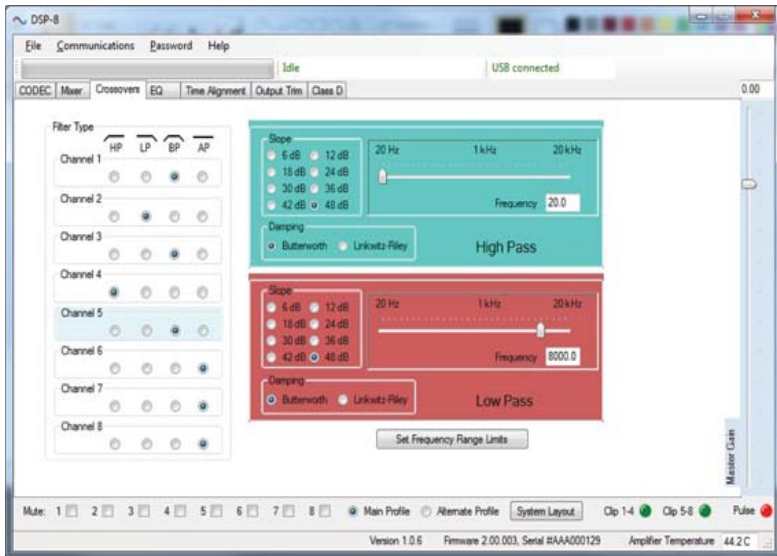 DSP-8
File Communications Password Help
Idle USB connected
CODEC Mixer Crossovers EQ Time Alignment Output Trim Class D 0.00
Filter Type
HP LP BP AP
Channel 1
Channel 2
Channel 3
Channel 4
Channel 5
Channel 6
Channel 7
Channel 8
Slope
6 dB 12 dB
18 dB 24 dB
30 dB 36 dB
42 dB 48 dB
20 Hz 1 kHz 20 kHz
Frequency 20.0
Damping
Butterworth Linkwitz-Riley
High Pass
Slope
6 dB 12 dB
18 dB 24 dB
30 dB 36 dB
42 dB 48 dB
20 Hz 1 kHz 20 kHz
Frequency 8000.0
Damping
Butterworth Linkwitz-Riley
Low Pass
Set Frequency Range Limits
Master Gain
Mute: 1 2 3 4 5 6 7 8 Main Profile Alternate Profile System Layout Clip 1-4 Clip 5-8 Pulse
Version 1.0.6 Firmware 2.00.003, Serial #AAA000129 Amplifier Temperature 44.2 C